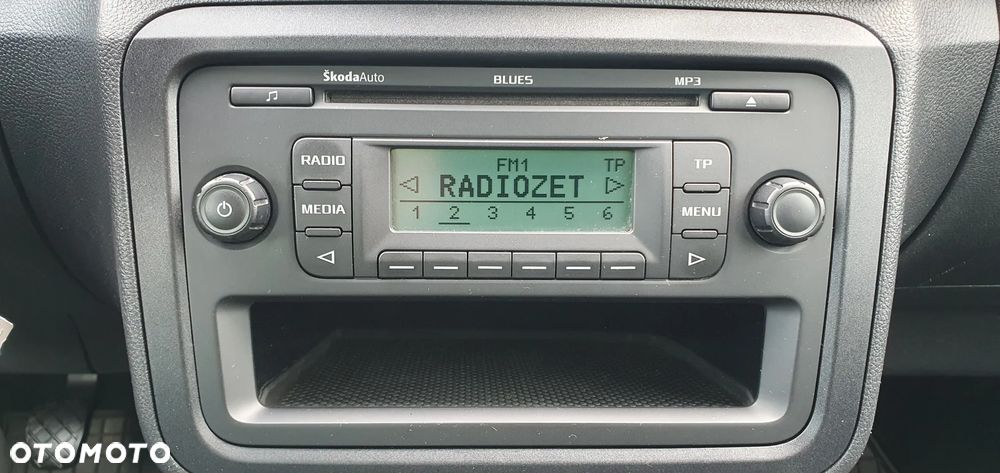 ŠkodaAuto BLUES MP3
RADIO FM1 TP TP
RADIOZET
MEDIA 1 2 3 4 5 6 MENU
OTOMOTO